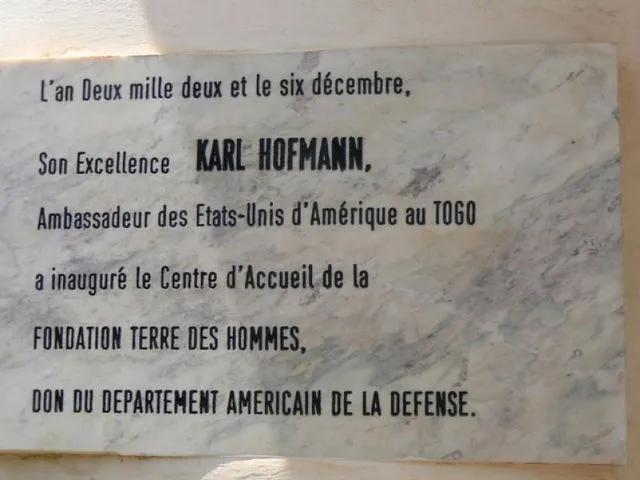 L'an Deux mille deux et le six décembre,
Son Excellence KARL HOFMANN,
Ambassadeur des Etats-Unis d'Amérique au TOGO
a inauguré le Centre d'Accueil de la
FONDATION TERRE DES HOMMES,
DON DU DEPARTEMENT AMERICAIN DE LA DEFENSE.